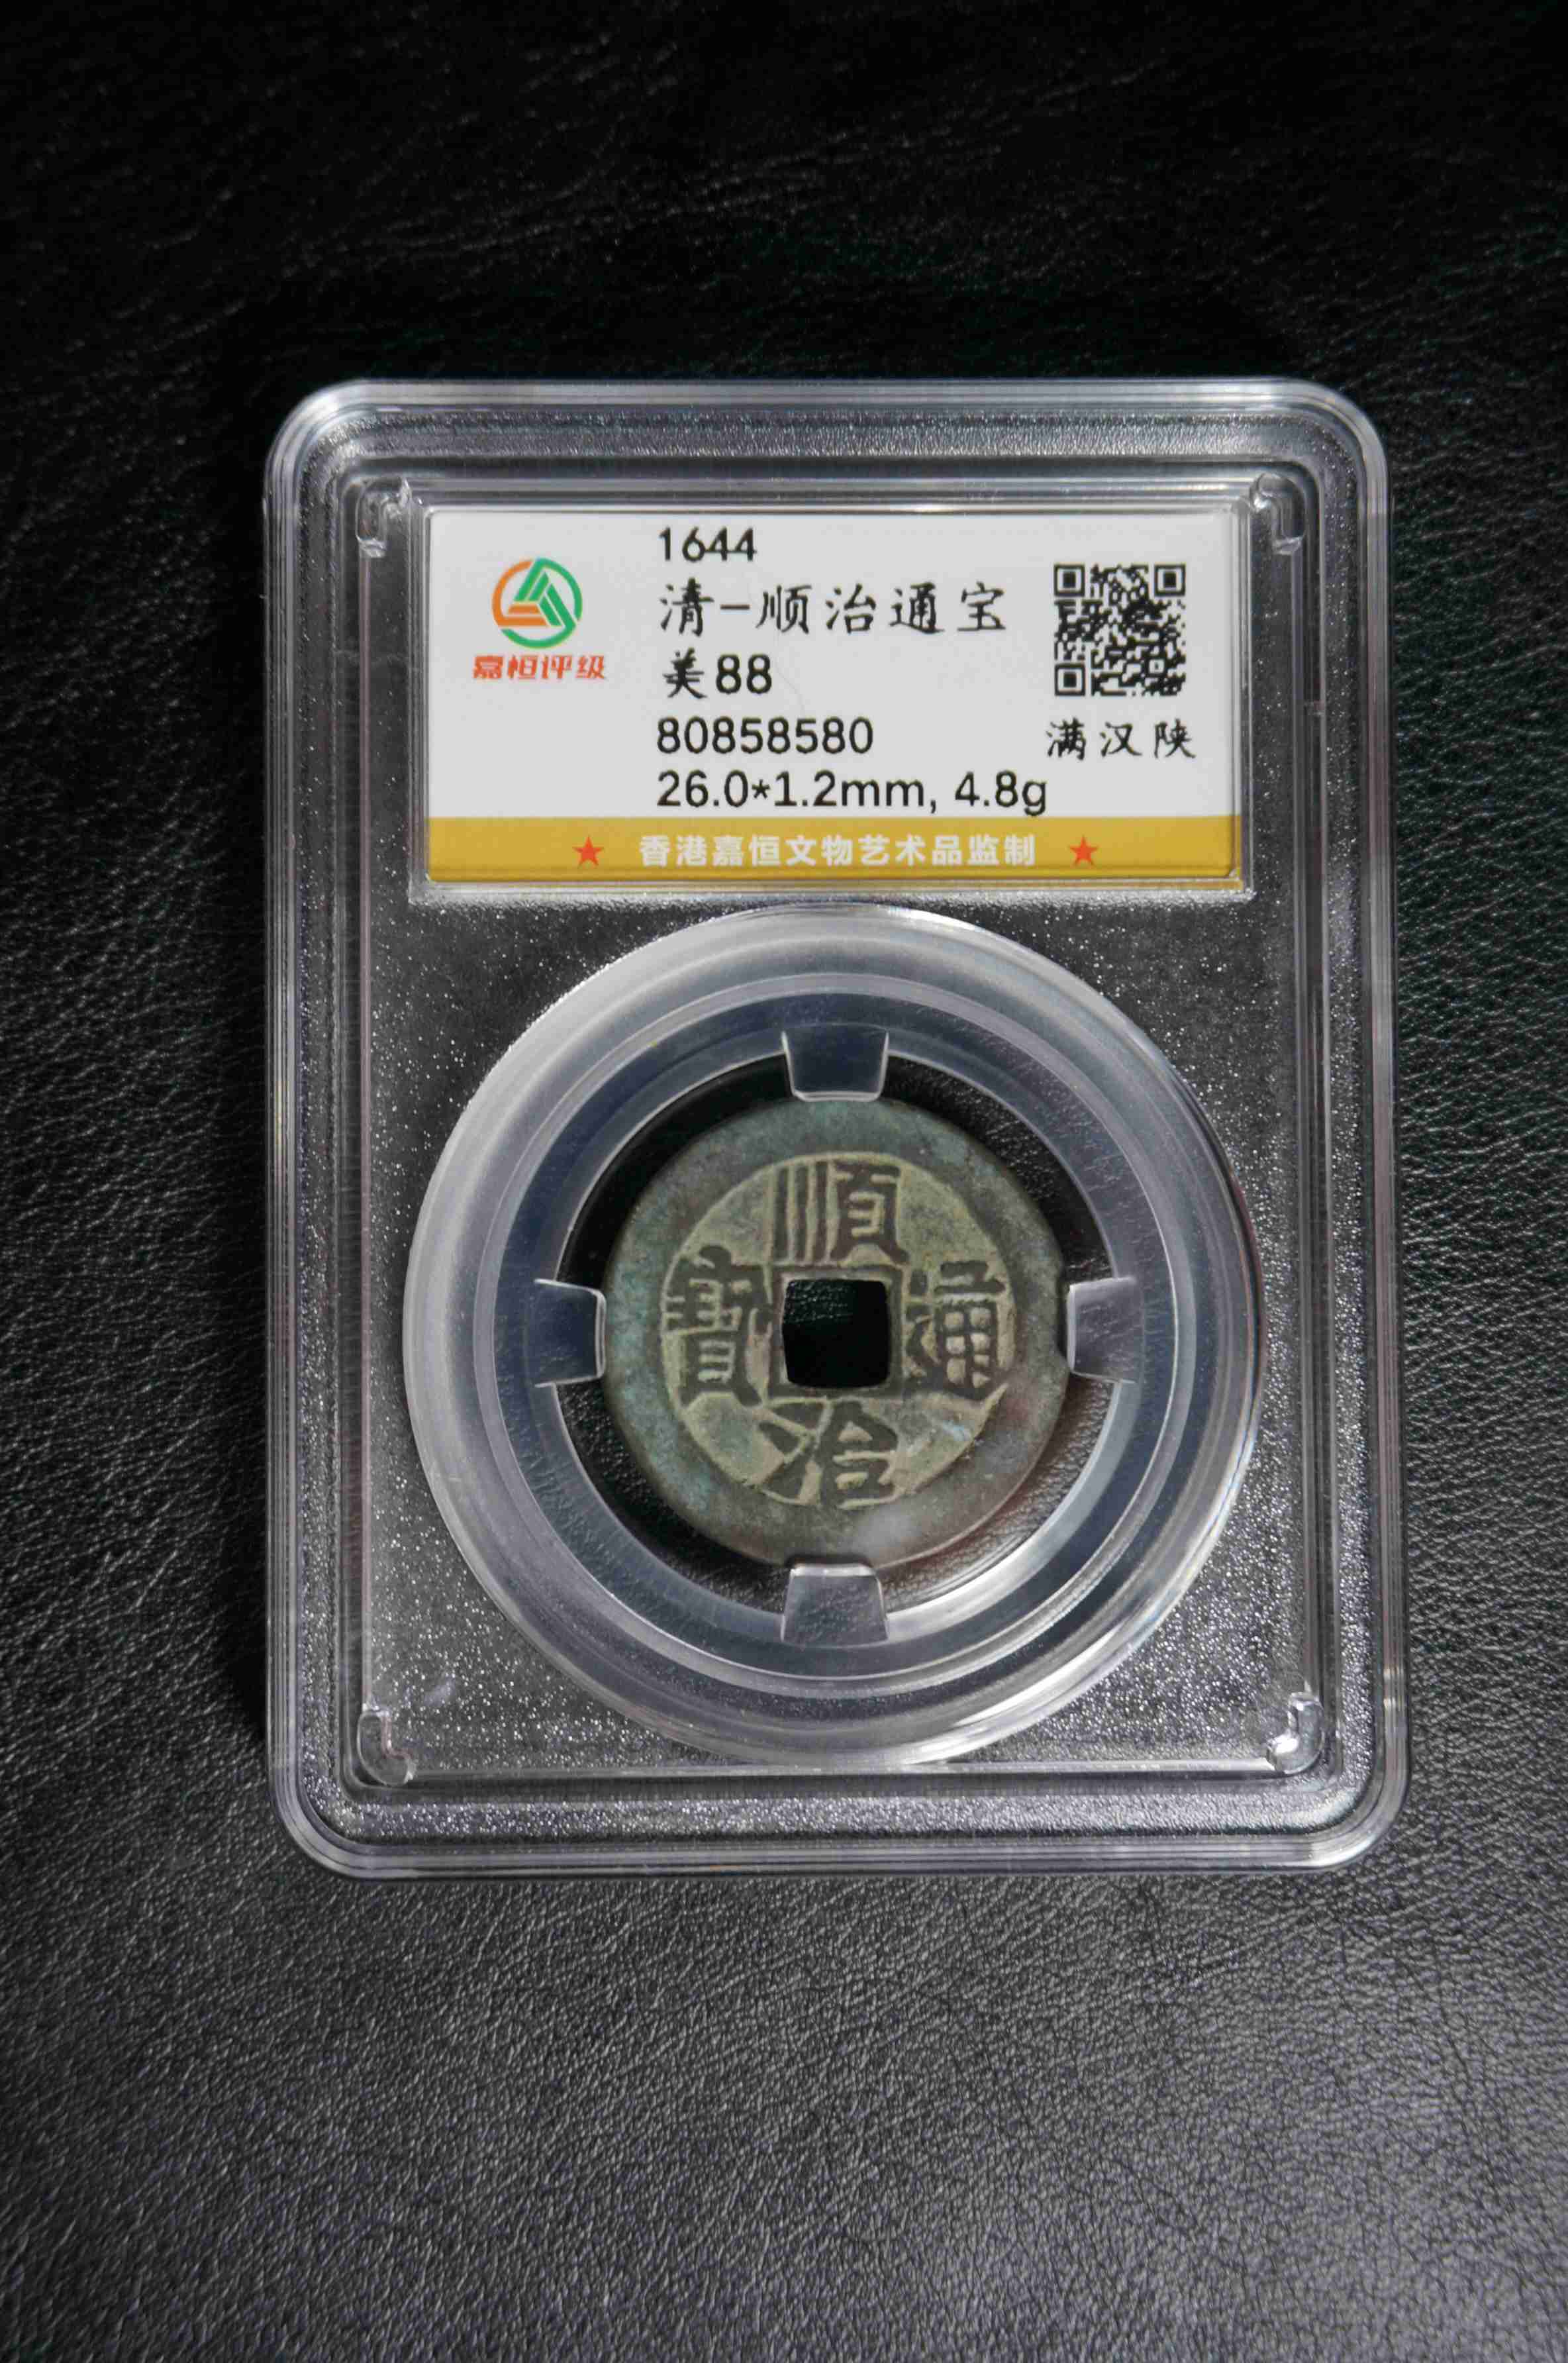 1644
清-顺治通宝
嘉恒评级
美88
80858580
满汉陕
26.0*1.2mm, 4.8g
★ 香港嘉恒文物艺术品监制 ★
順
寶 通
治